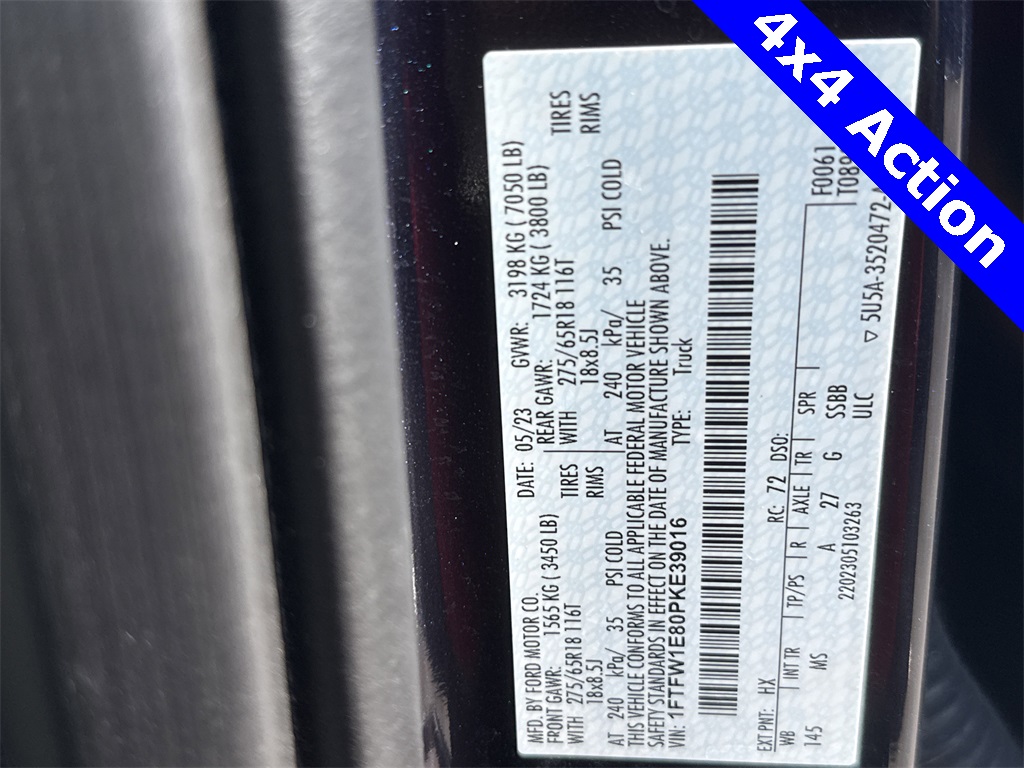 4x4 Action
MFD. BY FORD MOTOR CO. DATE: 05/23 GVWR: 3198 KG ( 7050 LB)
FRONT GAWR: 1565 KG ( 3450 LB) REAR GAWR: 1724 KG ( 3800 LB)
WITH 275/65R18 116T TIRES WITH 275/65R18 116T TIRES
18x8.5J RIMS 18x8.5J RIMS
AT 240 kPa/ 35 PSI COLD AT 240 kPa/ 35 PSI COLD
THIS VEHICLE CONFORMS TO ALL APPLICABLE FEDERAL MOTOR VEHICLE
SAFETY STANDARDS IN EFFECT ON THE DATE OF MANUFACTURE SHOWN ABOVE.
VIN: 1FTFW1E80PKE39016 TYPE: Truck
EXT PNT: HX RC: 72 DSO: F0061
WB INT TR TP/PS R AXLE TR SPR T089
145 MS A 27 G SSBB
2202305103263 ULC ▽ 5U5A-3520472-A